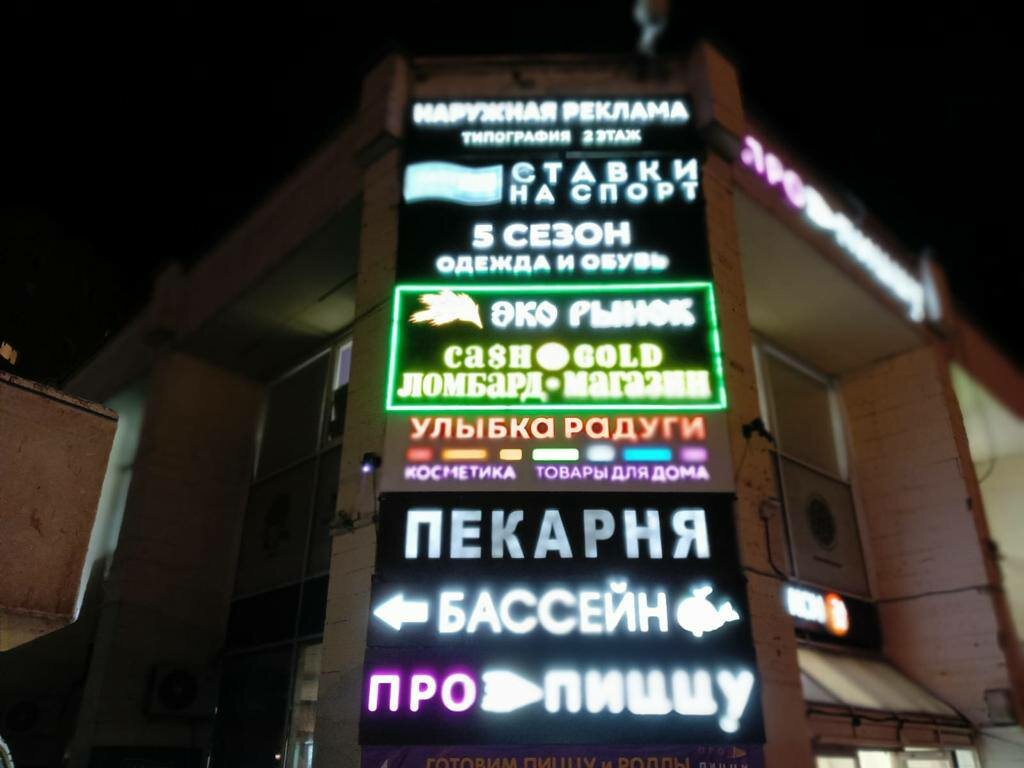 НАРУЖНАЯ РЕКЛАМА
ТИПОГРАФИЯ 2 ЭТАЖ
СТАВКИ
НА СПОРТ
5 СЕЗОН
ОДЕЖДА И ОБУВЬ
ЭКО РЫНОК
CA$H GOLD
ЛОМБАРД • МАГАЗИН
УЛЫБКА РАДУГИ
КОСМЕТИКА ТОВАРЫ ДЛЯ ДОМА
ПЕКАРНЯ
БАССЕЙН
ПРО ПИЦЦУ
ГОТОВИМ ПИЦЦУ и РОЛЛЫ